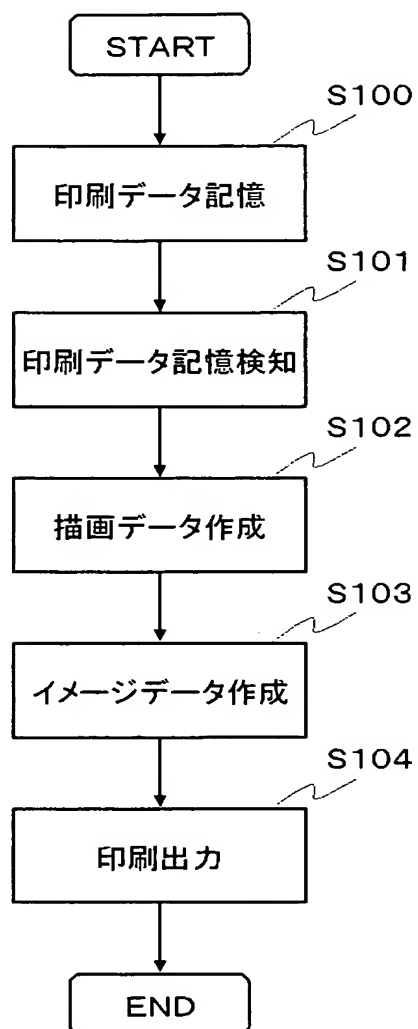 START
S100
印刷データ記憶
S101
印刷データ記憶検知
S102
描画データ作成
S103
イメージデータ作成
S104
印刷出力
END